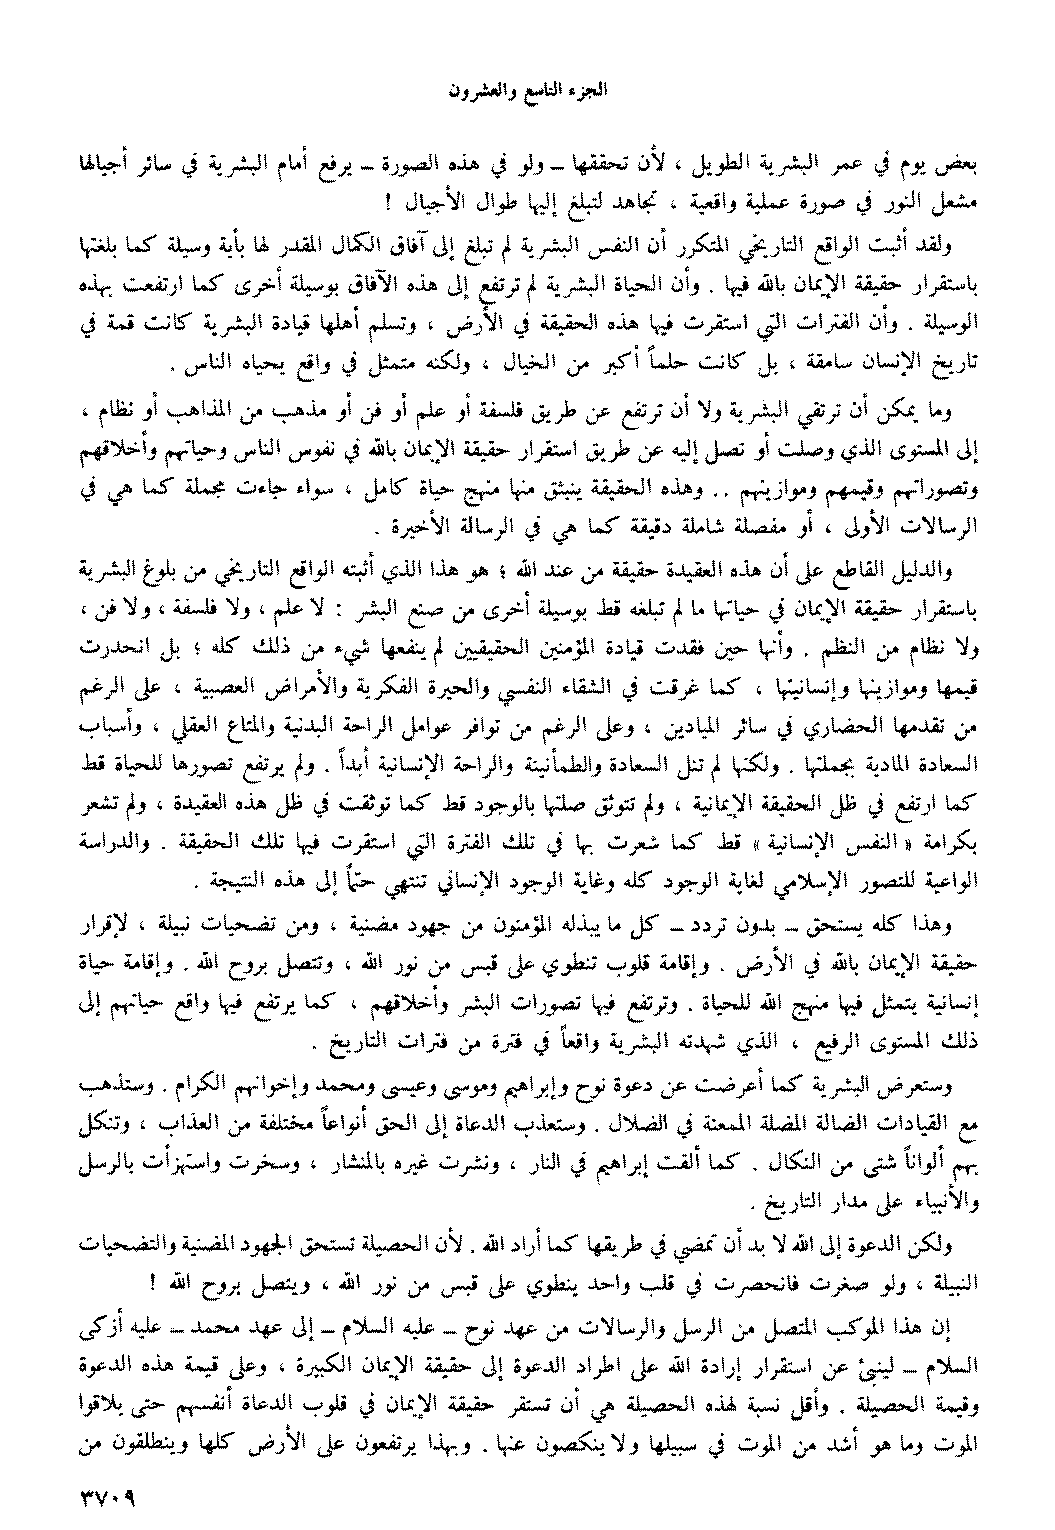 الجزء التاسع والعشرون
بعض يوم في عمر البشرية الطويل ، لأن تحققها – ولو في هذه الصورة – يرفع أمام البشرية في سائر أجيالها
مشعل النور في صورة عملية واقعية ، تجاهد لتبلغ إليها طوال الأجيال !
ولقد أثبت الواقع التاريخي المتكرر أن النفس البشرية لم تبلغ إلى آفاق الكمال المقدر لها بأية وسيلة كما بلغتها
باستقرار حقيقة الإيمان بالله فيها . وأن الحياة البشرية لم ترتفع إلى هذه الآفاق بوسيلة أخرى كما ارتفعت بهذه
الوسيلة . وأن الفترات التي استقرت فيها هذه الحقيقة في الأرض ، وتسلم أهلها قيادة البشرية كانت قمة في
تاريخ الإنسان سامقة ، بل كانت حلماً أكبر من الخيال ، ولكنه متمثل في واقع يحياه الناس .
وما يمكن أن ترتقي البشرية ولا أن ترتفع عن طريق فلسفة أو علم أو فن أو مذهب من المذاهب أو نظام ،
إلى المستوى الذي وصلت أو تصل إليه عن طريق استقرار حقيقة الإيمان بالله في نفوس الناس وحياتهم وأخلاقهم
وتصوراتهم وقيمهم وموازينهم .. وهذه الحقيقة ينبثق منها منهج حياة كامل ، سواء جاءت مجملة كما هي في
الرسالات الأولى ، أو مفصلة شاملة دقيقة كما هي في الرسالة الأخيرة .
والدليل القاطع على أن هذه العقيدة حقيقة من عند الله ؛ هو هذا الذي أثبته الواقع التاريخي من بلوغ البشرية
باستقرار حقيقة الإيمان في حياتها ما لم تبلغه قط بوسيلة أخرى من صنع البشر : لا علم ، ولا فلسفة ، ولا فن ،
ولا نظام من النظم . وأنها حين فقدت قيادة المؤمنين الحقيقيين لم ينفعها شيء من ذلك كله ؛ بل انحدرت
قيمها وموازينها وإنسانيتها ، كما غرقت في الشقاء النفسي والحيرة الفكرية والأمراض العصبية ، على الرغم
من تقدمها الحضاري في سائر الميادين ، وعلى الرغم من توافر عوامل الراحة البدنية والمتاع العقلي ، وأسباب
السعادة المادية بجملتها . ولكنها لم تنل السعادة والطمأنينة والراحة الإنسانية أبداً . ولم يرتفع تصورها للحياة قط
كما ارتفع في ظل الحقيقة الإيمانية ، ولم تتوثق صلتها بالوجود قط كما توثقت في ظل هذه العقيدة ، ولم تشعر
بكرامة « النفس الإنسانية » قط كما شعرت بها في تلك الفترة التي استقرت فيها تلك الحقيقة . والدراسة
الواعية للتصور الإسلامي لغاية الوجود كله وغاية الوجود الإنساني تنتهي حتماً إلى هذه النتيجة .
وهذا كله يستحق – بدون تردد – كل ما يبذله المؤمنون من جهود مضنية ، ومن تضحيات نبيلة ، لإقرار
حقيقة الإيمان بالله في الأرض . وإقامة قلوب تنطوي على قبس من نور الله ، وتتصل بروح الله . وإقامة حياة
إنسانية يتمثل فيها منهج الله للحياة . وترتفع فيها تصورات البشر وأخلاقهم ، كما يرتفع فيها واقع حياتهم إلى
ذلك المستوى الرفيع ، الذي شهدته البشرية واقعاً في فترة من فترات التاريخ .
وستعرض البشرية كما أعرضت عن دعوة نوح وإبراهيم وموسى وعيسى ومحمد وإخوانهم الكرام . وستذهب
مع القيادات الضالة المضلة الممعنة في الضلال . وستعذب الدعاة إلى الحق أنواعاً مختلفة من العذاب ، وتنكل
بهم ألواناً شتى من النكال . كما ألقت إبراهيم في النار ، ونشرت غيره بالمنشار ، وسخرت واستهزأت بالرسل
والأنبياء على مدار التاريخ .
ولكن الدعوة إلى الله لا بد أن تمضي في طريقها كما أراد الله . لأن الحصيلة تستحق الجهود المضنية والتضحيات
النبيلة ، ولو صغرت فانحصرت في قلب واحد ينطوي على قبس من نور الله ، ويتصل بروح الله !
إن هذا الموكب المتصل من الرسل والرسالات من عهد نوح – عليه السلام – إلى عهد محمد – عليه أزكى
السلام – لينبئ عن استقرار إرادة الله على اطراد الدعوة إلى حقيقة الإيمان الكبيرة ، وعلى قيمة هذه الدعوة
وقيمة الحصيلة . وأقل نسبة لهذه الحصيلة هي أن تستقر حقيقة الإيمان في قلوب الدعاة أنفسهم حتى يلاقوا
الموت وما هو أشد من الموت في سبيلها ولا ينكصون عنها . وبهذا يرتفعون على الأرض كلها وينطلقون من
٣٧٠٩